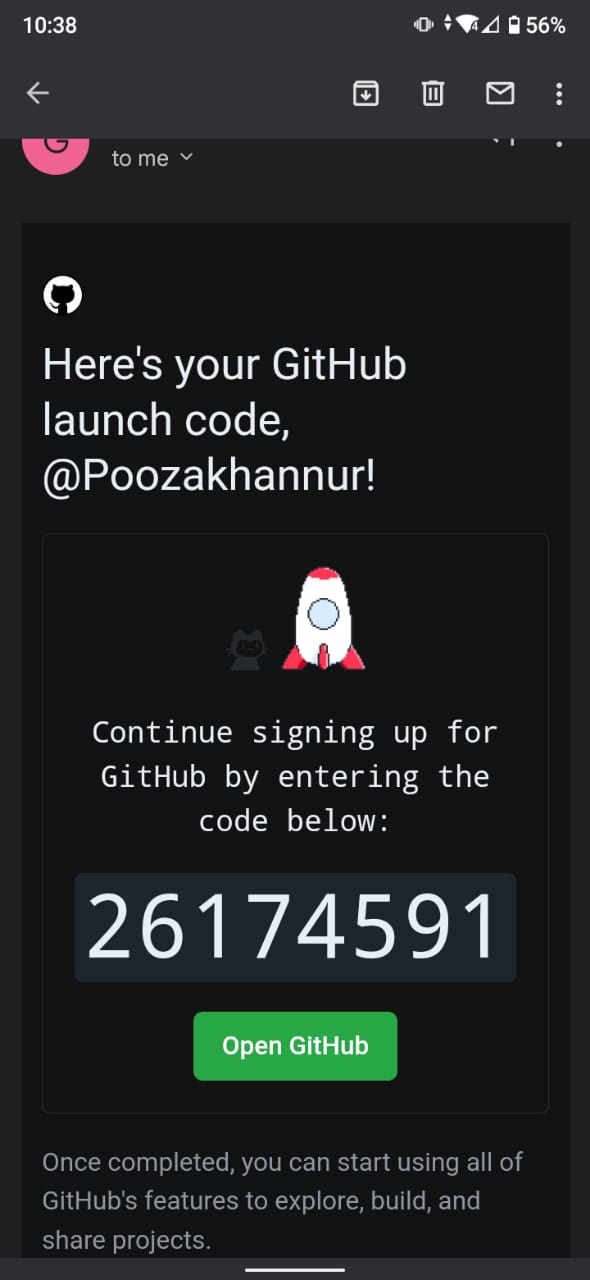 10:38
56%
to me
Here's your GitHub
launch code,
@Poozakhannur!
Continue signing up for
GitHub by entering the
code below:
26174591
Open GitHub
Once completed, you can start using all of
GitHub's features to explore, build, and
share projects.